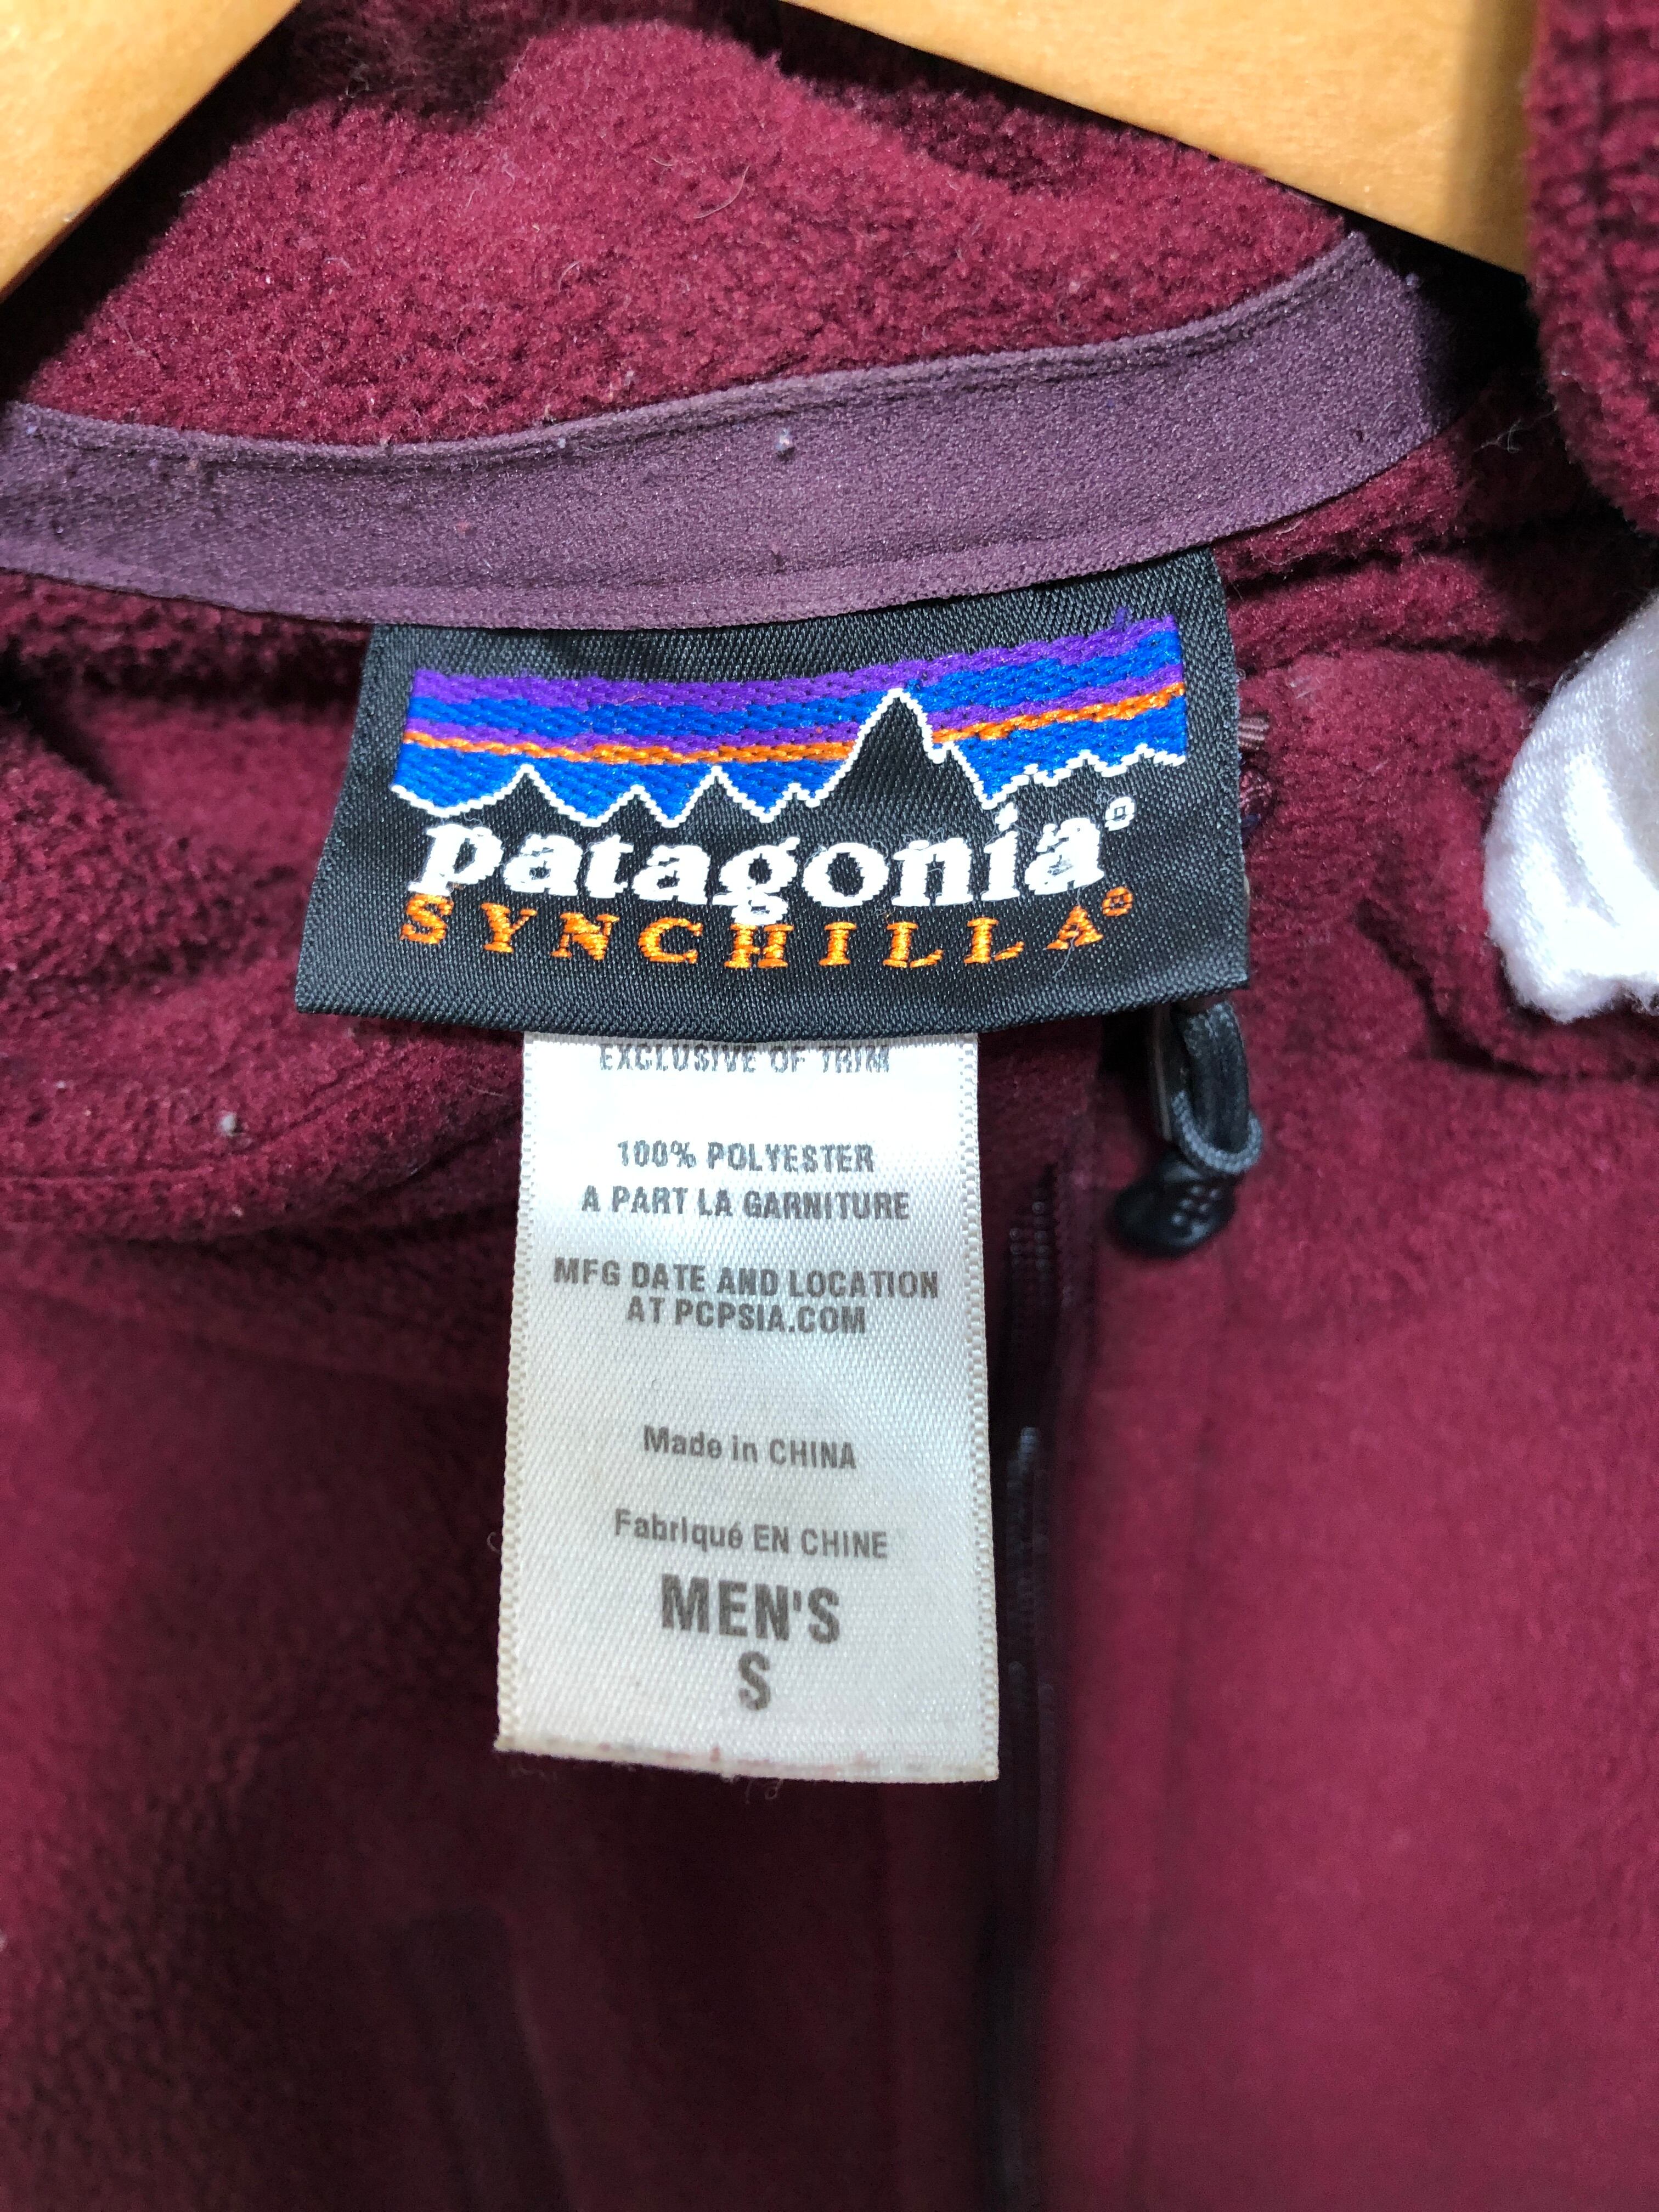 patagonia®
SYNCHILLA®
EXCLUSIVE OF TRIM
100% POLYESTER
A PART LA GARNITURE
MFG DATE AND LOCATION
AT PCPSIA.COM
Made in CHINA
Fabriqué EN CHINE
MEN'S
S